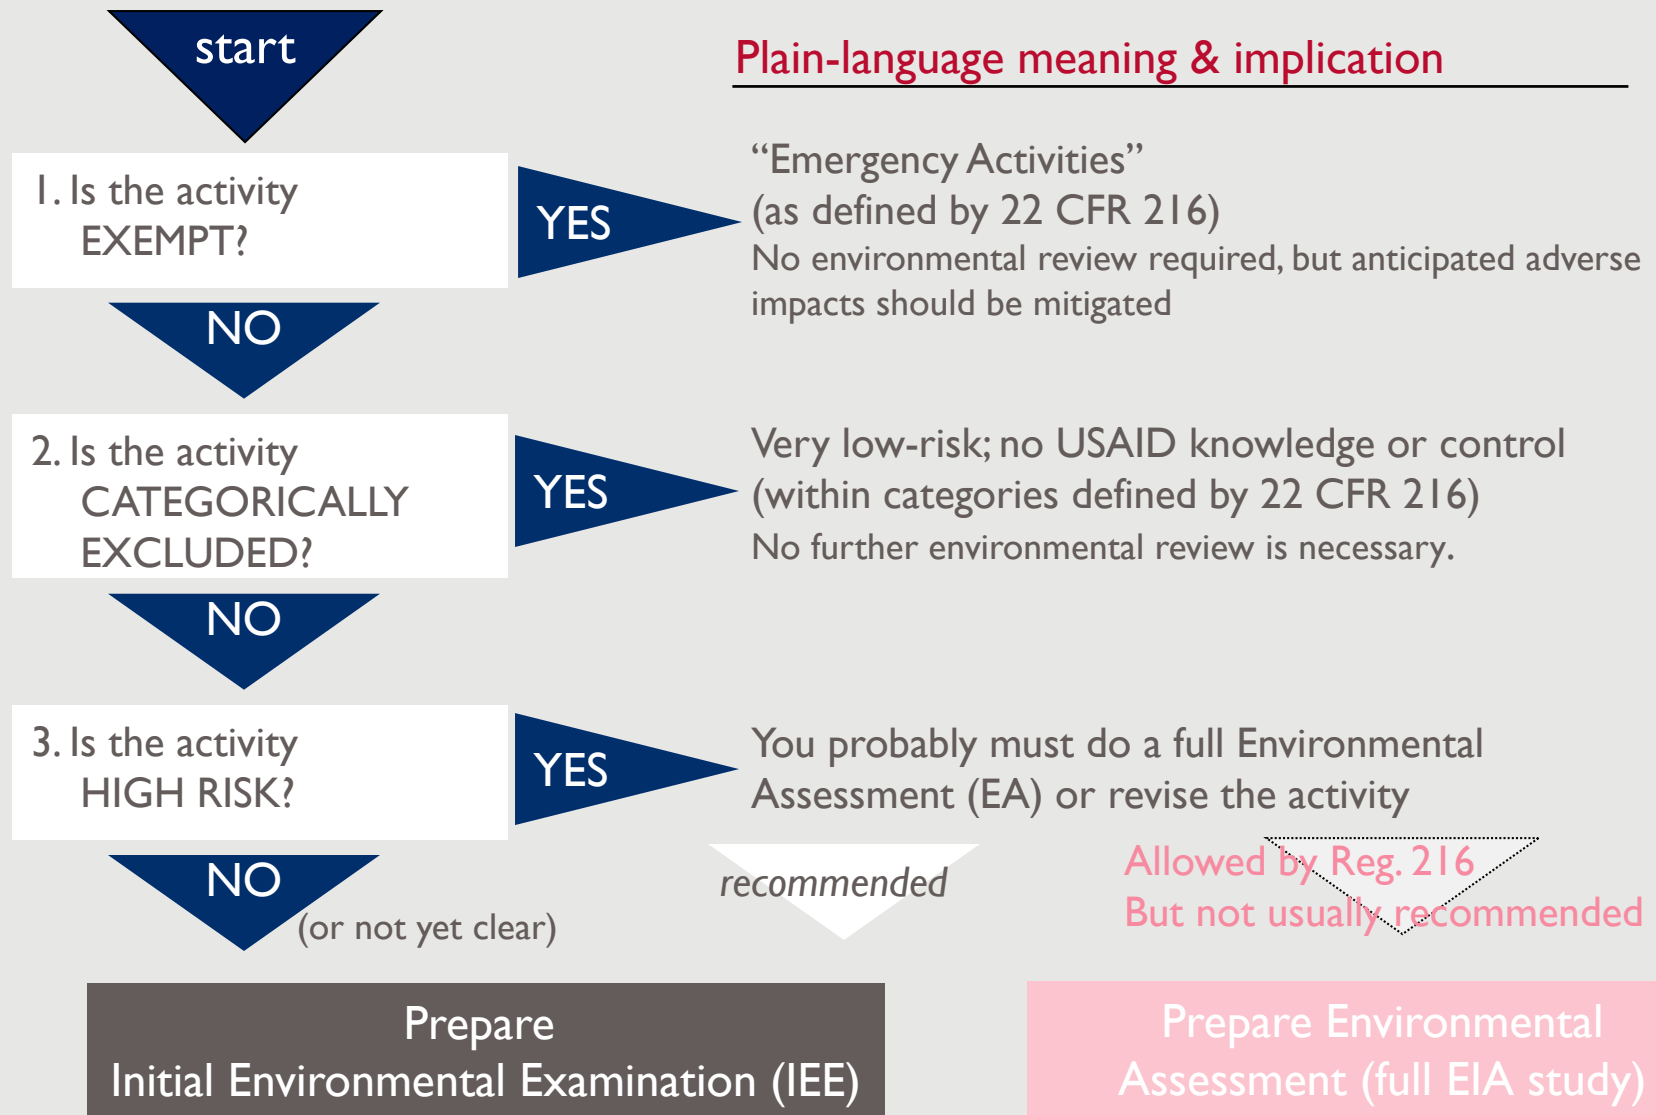 start
Plain-language meaning & implication
1. Is the activity
EXEMPT?
YES
“Emergency Activities”
(as defined by 22 CFR 216)
No environmental review required, but anticipated adverse
impacts should be mitigated
NO
2. Is the activity
CATEGORICALLY
EXCLUDED?
YES
Very low-risk; no USAID knowledge or control
(within categories defined by 22 CFR 216)
No further environmental review is necessary.
NO
3. Is the activity
HIGH RISK?
YES
You probably must do a full Environmental
Assessment (EA) or revise the activity
NO
(or not yet clear)
recommended
Allowed by Reg. 216
But not usually recommended
Prepare
Initial Environmental Examination (IEE)
Prepare Environmental
Assessment (full EIA study)